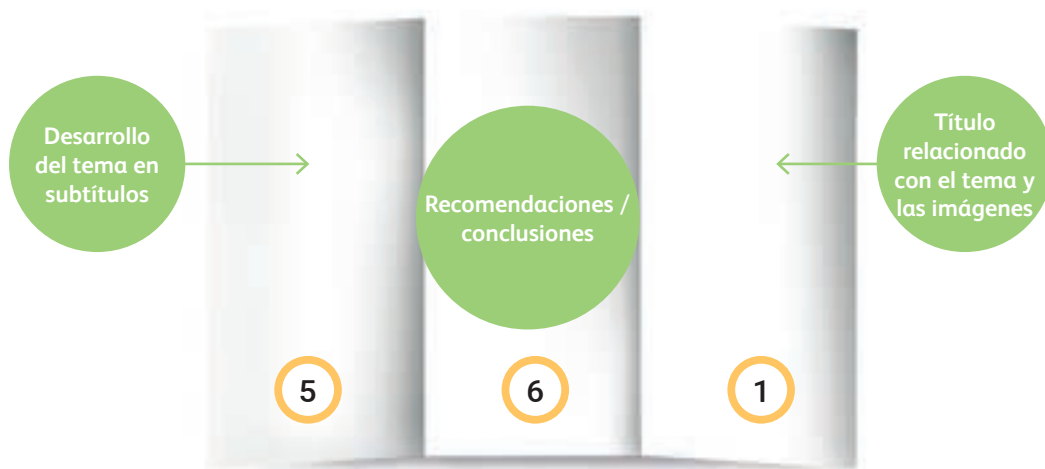 Desarrollo
del tema en
subtítulos
Recomendaciones /
conclusiones
Título
relacionado
con el tema y
las imágenes
5
6
1